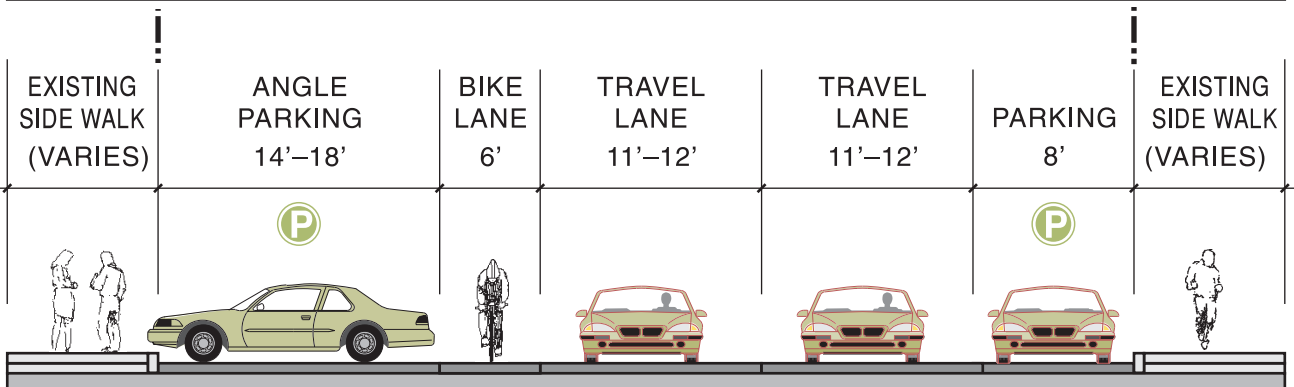 EXISTING
SIDE WALK
(VARIES)
ANGLE
PARKING
14’–18’
BIKE
LANE
6’
TRAVEL
LANE
11’–12’
TRAVEL
LANE
11’–12’
PARKING
8’
EXISTING
SIDE WALK
(VARIES)
P
P